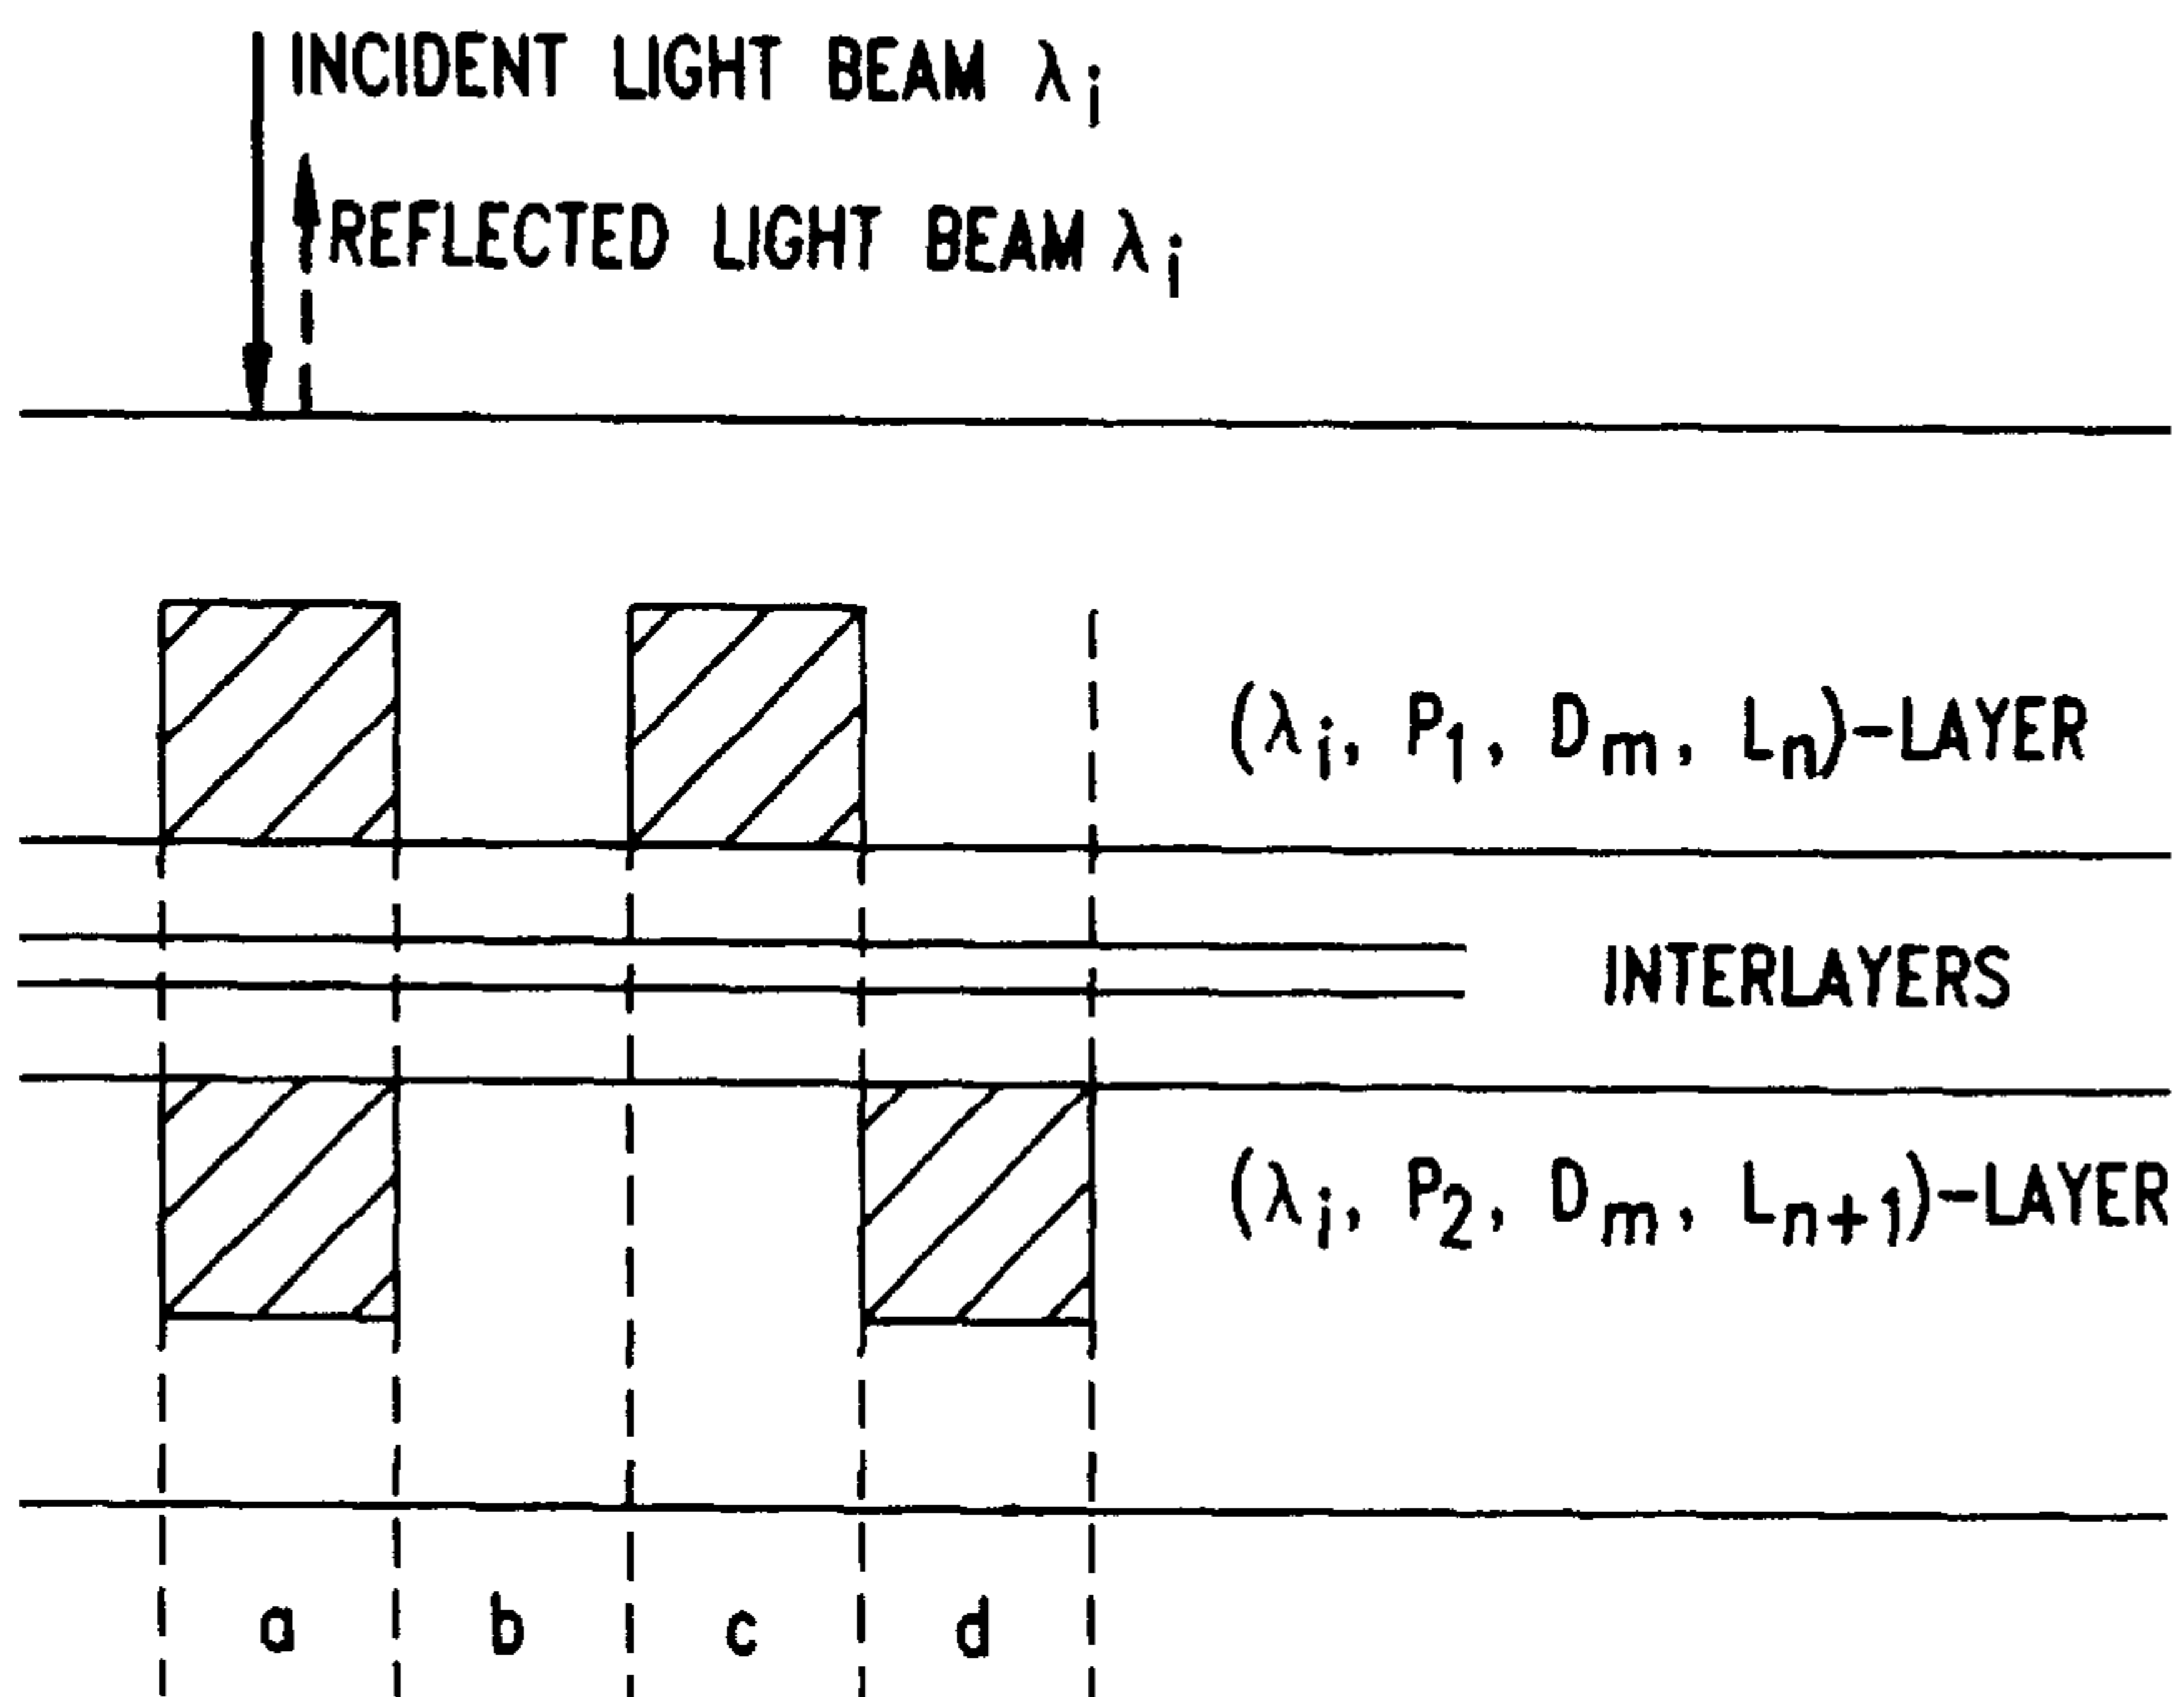 INCIDENT LIGHT BEAM λi
REFLECTED LIGHT BEAM λi
(λi, P1, Dm, Ln)-LAYER
INTERLAYERS
(λi, P2, Dm, Ln+1)-LAYER
a b c d